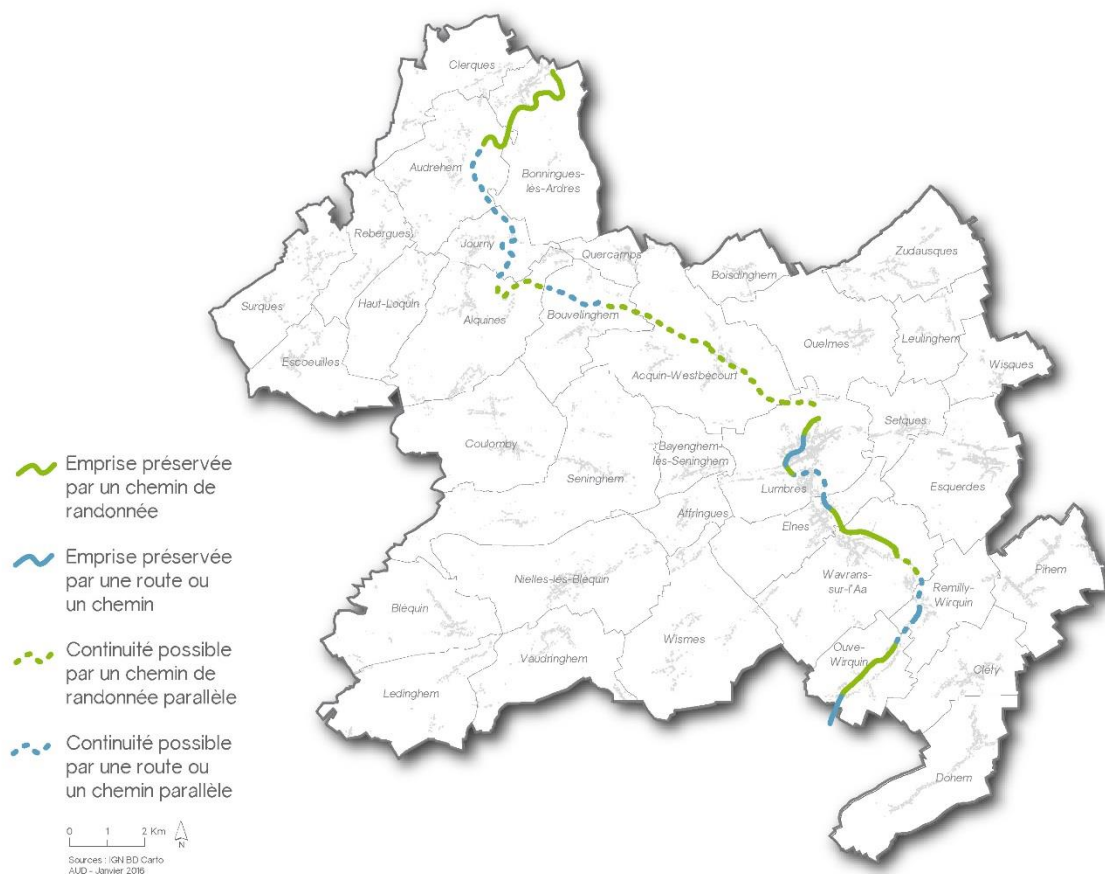 Clerques
Audrehem
Bonningues-
lès-Ardres
Rebergues
Journy
Quercamps
Boisdinghem
Zudausques
Surques
Haut-Loquin
Alquines
Bouvelinghem
Quelmes
Leulinghem
Wisques
Escoeuilles
Acquin-Westbécourt
Setques
Coulomby
Seninghem
Bayenghem-
lès-Seninghem
Lumbres
Esquerdes
Affringues
Elnes
Nielles-lès-Bléquin
Wavrans-
sur-l'Aa
Remilly-
Wirquin
Pihem
Bléquin
Wismes
Vaudringhem
Ouve-
Wirquin
Cléty
Ledinghem
Dohem
Emprise préservée
par un chemin de
randonnée
Emprise préservée
par une route ou
un chemin
Continuité possible
par un chemin de
randonnée parallèle
Continuité possible
par une route ou
un chemin parallèle
0 1 2 Km
N
Sources : IGN BD Carto
AUD - Janvier 2016